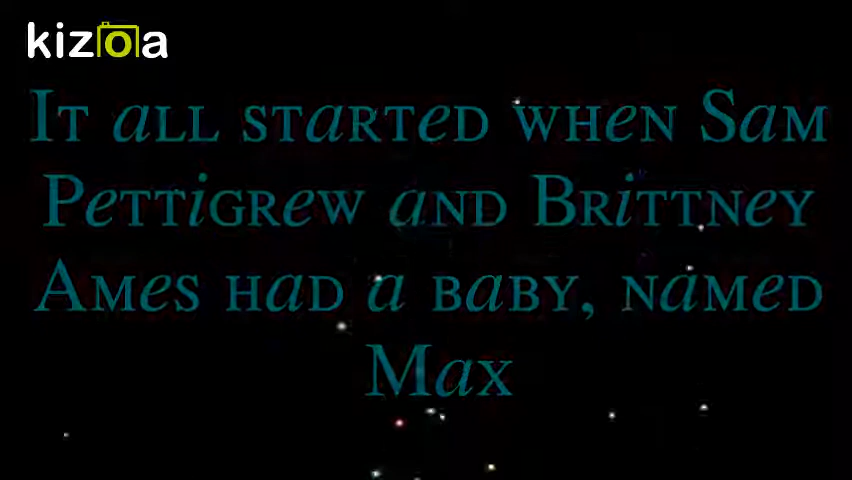 kizoa
It all started when Sam
Pettigrew and Brittney
Ames had a baby, named
Max